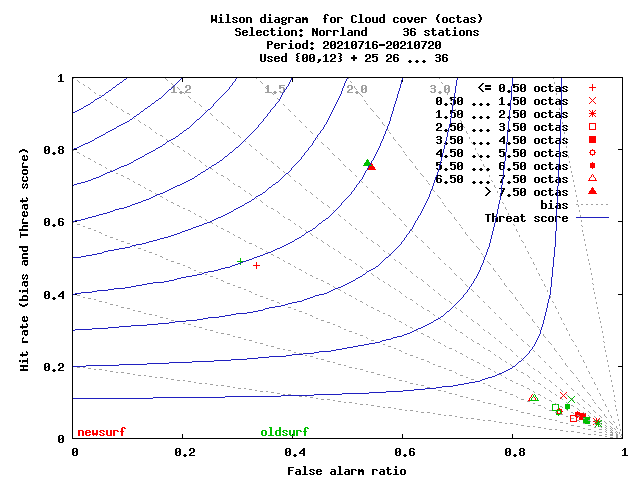 Wilson diagram  for Cloud cover (octas)
Selection: Norrland     36 stations
Period: 20210716-20210720
Used {00,12} + 25 26 ... 36
1
0.8
0.6
0.4
0.2
0
Hit rate (bias and Threat score)
1.2
1.5
2.0
3.0
<= 0.50 octas
0.50 ... 1.50 octas
1.50 ... 2.50 octas
2.50 ... 3.50 octas
3.50 ... 4.50 octas
4.50 ... 5.50 octas
5.50 ... 6.50 octas
6.50 ... 7.50 octas
> 7.50 octas
bias
Threat score
newsurf
oldsurf
0
0.2
0.4
0.6
0.8
1
False alarm ratio